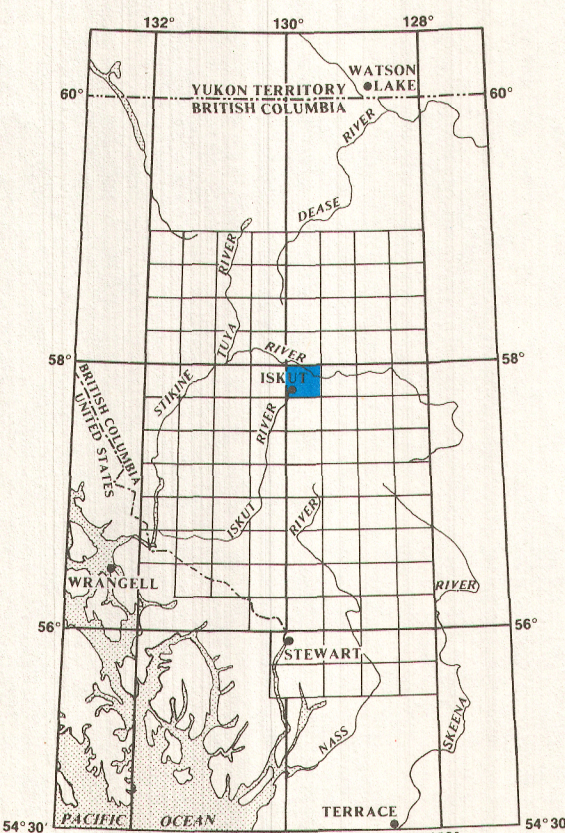 132° 130° 128°
WATSON
LAKE
60° 60°
YUKON TERRITORY
BRITISH COLUMBIA
RIVER
DEASE
RIVER
TUYA
RIVER
58° 58°
ISKUT
STIKINE
BRITISH COLUMBIA
UNITED STATES
RIVER
ISKUT
RIVER
WRANGELL
RIVER
56° 56°
STEWART
NASS
SKEENA
TERRACE
54° 30' 54° 30'
PACIFIC OCEAN